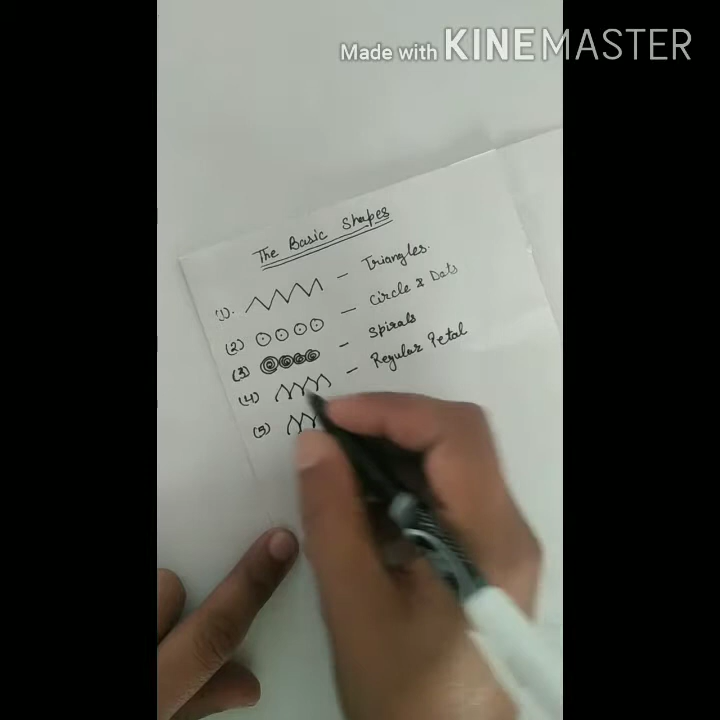 Made with KINEMASTER
The Basic Shapes
(1). – Triangles.
(2) – Circle & Dots
(3) – Spirals
(4) – Regular Petal
(5)